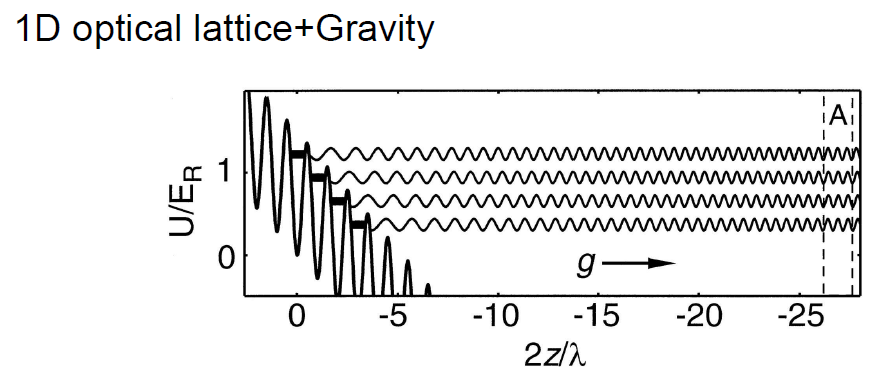 1D optical lattice+Gravity
A
U/E_R
1
0
g
0 -5 -10 -15 -20 -25
2z/λ